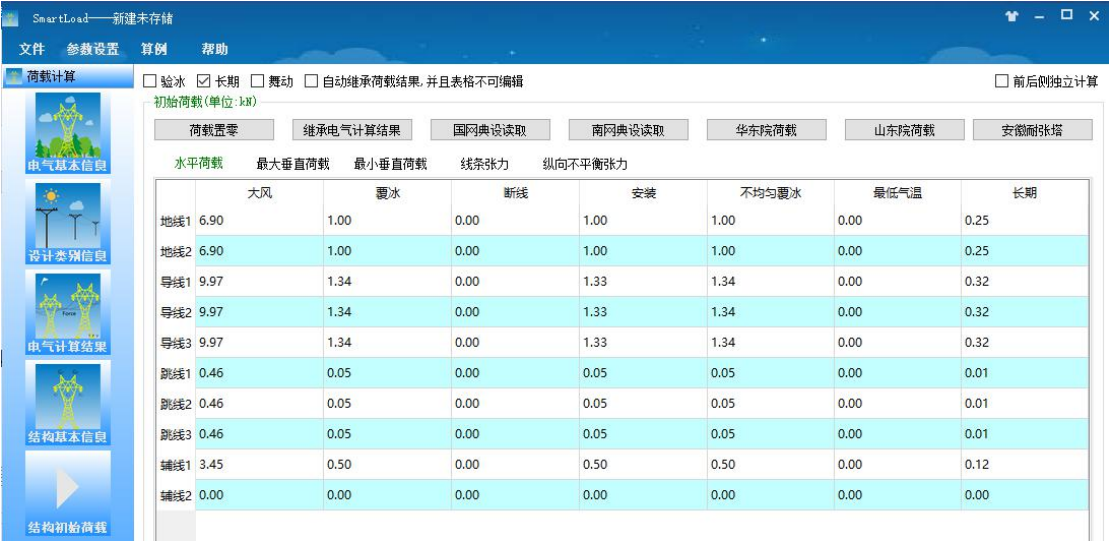 SmartLoad——新建未存储
文件 参数设置 算例 帮助
荷载计算
验冰 长期 舞动 自动继承荷载结果,并且表格不可编辑 前后侧独立计算
初始荷载(单位:kN)
荷载置零 继承电气计算结果 国网典设读取 南网典设读取 华东院荷载 山东院荷载 安徽耐张塔
水平荷载 最大垂直荷载 最小垂直荷载 线条张力 纵向不平衡张力
大风 覆冰 断线 安装 不均匀覆冰 最低气温 长期
地线1 6.90 1.00 0.00 1.00 1.00 0.00 0.25
地线2 6.90 1.00 0.00 1.00 1.00 0.00 0.25
导线1 9.97 1.34 0.00 1.33 1.34 0.00 0.32
导线2 9.97 1.34 0.00 1.33 1.34 0.00 0.32
导线3 9.97 1.34 0.00 1.33 1.34 0.00 0.32
跳线1 0.46 0.05 0.00 0.05 0.05 0.00 0.01
跳线2 0.46 0.05 0.00 0.05 0.05 0.00 0.01
跳线3 0.46 0.05 0.00 0.05 0.05 0.00 0.01
辅线1 3.45 0.50 0.00 0.50 0.50 0.00 0.12
辅线2 0.00 0.00 0.00 0.00 0.00 0.00 0.00
电气基本信息
设计类别信息
Force
电气计算结果
结构基本信息
结构初始荷载